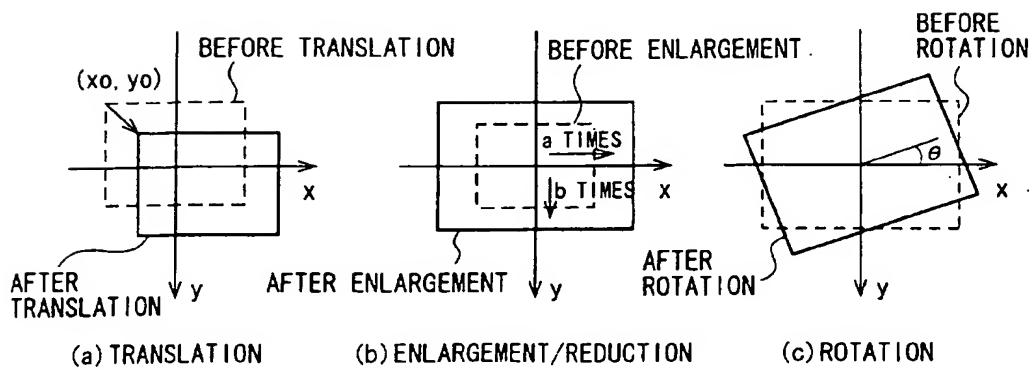 BEFORE TRANSLATION
(xo, yo)
x
AFTER
TRANSLATION
y
(a) TRANSLATION
BEFORE ENLARGEMENT
a TIMES
b TIMES
x
AFTER ENLARGEMENT
y
(b) ENLARGEMENT/REDUCTION
BEFORE
ROTATION
θ
x
AFTER
ROTATION
y
(c) ROTATION